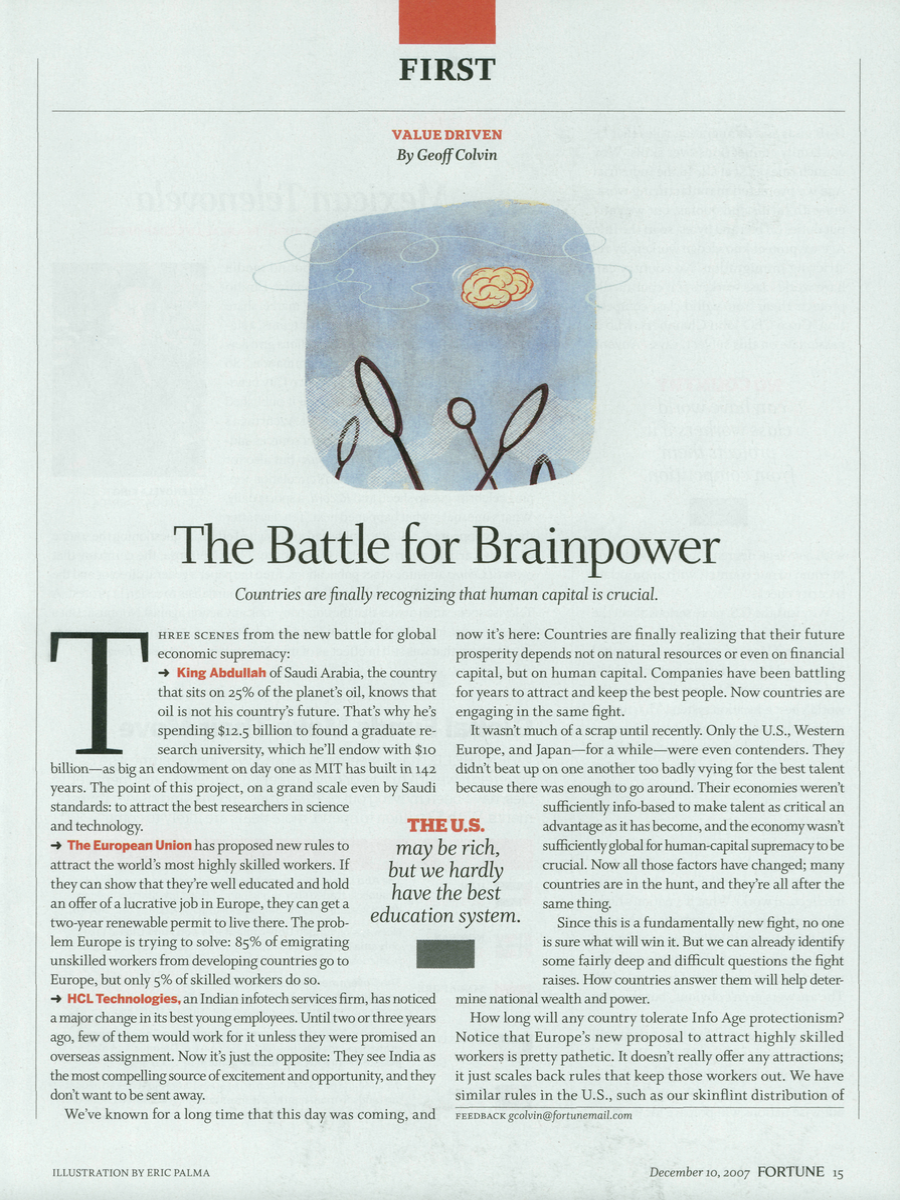 FIRST
VALUE DRIVEN
By Geoff Colvin
The Battle for Brainpower
Countries are finally recognizing that human capital is crucial.
THREE SCENES from the new battle for global
economic supremacy:
→ King Abdullah of Saudi Arabia, the country
that sits on 25% of the planet's oil, knows that
oil is not his country's future. That's why he's
spending $12.5 billion to found a graduate re-
search university, which he'll endow with $10
billion—as big an endowment on day one as MIT has built in 142
years. The point of this project, on a grand scale even by Saudi
standards: to attract the best researchers in science
and technology.
→ The European Union has proposed new rules to
attract the world's most highly skilled workers. If
they can show that they're well educated and hold
an offer of a lucrative job in Europe, they can get a
two-year renewable permit to live there. The prob-
lem Europe is trying to solve: 85% of emigrating
unskilled workers from developing countries go to
Europe, but only 5% of skilled workers do so.
→ HCL Technologies, an Indian infotech services firm, has noticed
a major change in its best young employees. Until two or three years
ago, few of them would work for it unless they were promised an
overseas assignment. Now it's just the opposite: They see India as
the most compelling source of excitement and opportunity, and they
don't want to be sent away.
We've known for a long time that this day was coming, and
THE U.S.
may be rich,
but we hardly
have the best
education system.
now it's here: Countries are finally realizing that their future
prosperity depends not on natural resources or even on financial
capital, but on human capital. Companies have been battling
for years to attract and keep the best people. Now countries are
engaging in the same fight.
It wasn't much of a scrap until recently. Only the U.S., Western
Europe, and Japan—for a while—were even contenders. They
didn't beat up on one another too badly vying for the best talent
because there was enough to go around. Their economies weren't
sufficiently info-based to make talent as critical an
advantage as it has become, and the economy wasn't
sufficiently global for human-capital supremacy to be
crucial. Now all those factors have changed; many
countries are in the hunt, and they're all after the
same thing.
Since this is a fundamentally new fight, no one
is sure what will win it. But we can already identify
some fairly deep and difficult questions the fight
raises. How countries answer them will help deter-
mine national wealth and power.
How long will any country tolerate Info Age protectionism?
Notice that Europe's new proposal to attract highly skilled
workers is pretty pathetic. It doesn't really offer any attractions;
it just scales back rules that keep those workers out. We have
similar rules in the U.S., such as our skinflint distribution of
FEEDBACK gcolvin@fortunemail.com
ILLUSTRATION BY ERIC PALMA
December 10, 2007 FORTUNE 15